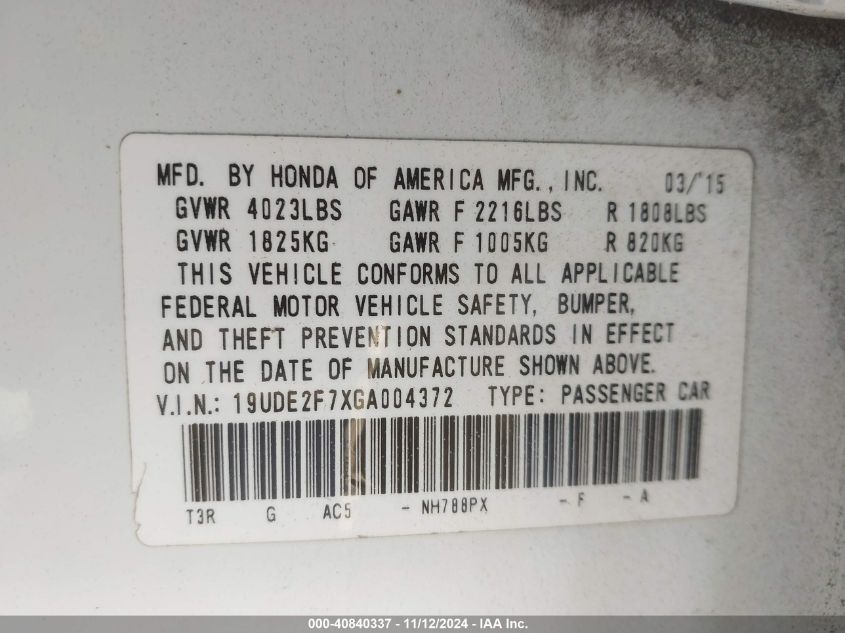 MFD. BY HONDA OF AMERICA MFG., INC. 03/'15
GVWR 4023LBS GAWR F 2216LBS R 1808LBS
GVWR 1825KG GAWR F 1005KG R 820KG
THIS VEHICLE CONFORMS TO ALL APPLICABLE
FEDERAL MOTOR VEHICLE SAFETY, BUMPER,
AND THEFT PREVENTION STANDARDS IN EFFECT
ON THE DATE OF MANUFACTURE SHOWN ABOVE.
V.I.N.: 19UDE2F7XGA004372 TYPE: PASSENGER CAR
T3R G AC5 - NH788PX - F - A
000-40840337 - 11/12/2024 - IAA Inc.